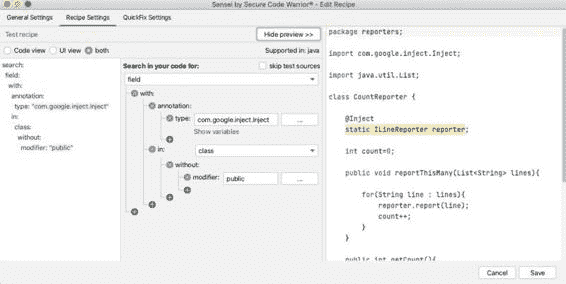 Sensei by Secure Code Warrior® - Edit Recipe
General Settings Recipe Settings QuickFix Settings
Test recipe Hide preview >>
Code view UI view both Supported in: java
search:
field:
with:
annotation:
type: "com.google.inject.Inject"
in:
class:
without:
modifier: "public"
Search in your code for: skip test sources
field
with:
annotation:
type: com.google.inject.Inject ...
Show variables
in: class
without:
modifier: public ...
package reporters;
import com.google.inject.Inject;
import java.util.List;
class CountReporter {
@Inject
static ILineReporter reporter;
int count=0;
public void reportThisMany(List<String> lines){
for(String line : lines){
reporter.report(line);
count++;
}
}
public int getCount(){
Cancel Save